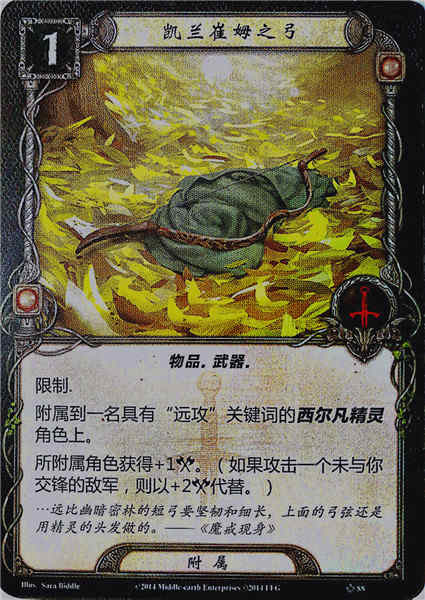 1
凯兰崔姆之弓
物品. 武器.
限制.
附属到一名具有“远攻”关键词的西尔凡精灵
角色上。
所附属角色获得+1。（如果攻击一个未与你
交锋的敌军，则以+2代替。）
…远比幽暗密林的短弓要坚韧和细长，上面的弓弦还是
用精灵的头发做的。——《魔戒现身》
附属
Illus. Sara Biddle
©2014 Middle-earth Enterprises ©2014 FFG
88